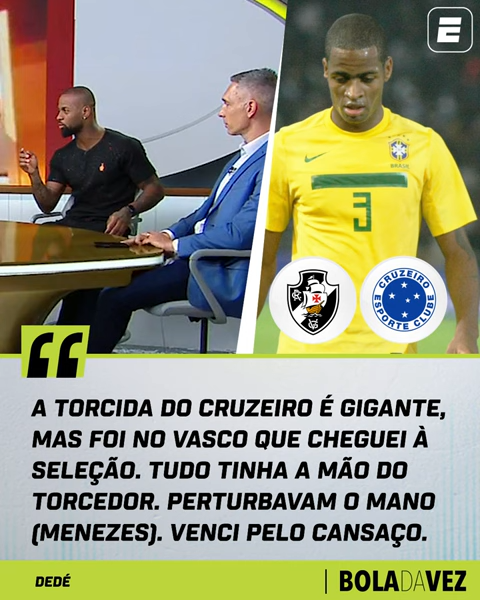 E
BRASIL
3
CRUZEIRO
ESPORTE CLUBE
A TORCIDA DO CRUZEIRO É GIGANTE,
MAS FOI NO VASCO QUE CHEGUEI À
SELEÇÃO. TUDO TINHA A MÃO DO
TORCEDOR. PERTURBAVAM O MANO
(MENEZES). VENCI PELO CANSAÇO.
DEDÉ
BOLADAVEZ